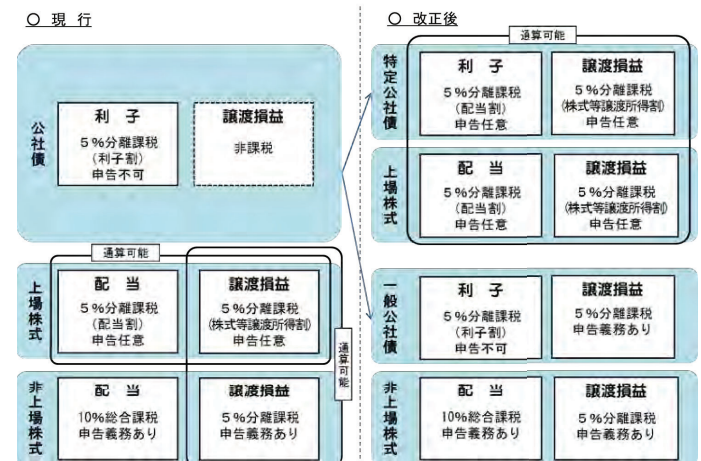 ○ 現 行
公社債
利 子
5%分離課税
(利子割)
申告不可
譲渡損益
非課税
通算可能
上場株式
配 当
5%分離課税
(配当割)
申告任意
譲渡損益
5%分離課税
(株式等譲渡所得割)
申告任意
通算可能
非上場株式
配 当
10%総合課税
申告義務あり
譲渡損益
5%分離課税
申告義務あり
○ 改正後
通算可能
特定公社債
利 子
5%分離課税
(配当割)
申告任意
譲渡損益
5%分離課税
(株式等譲渡所得割)
申告任意
上場株式
配 当
5%分離課税
(配当割)
申告任意
譲渡損益
5%分離課税
(株式等譲渡所得割)
申告任意
一般公社債
利 子
5%分離課税
(利子割)
申告不可
譲渡損益
5%分離課税
申告義務あり
非上場株式
配 当
10%総合課税
申告義務あり
譲渡損益
5%分離課税
申告義務あり